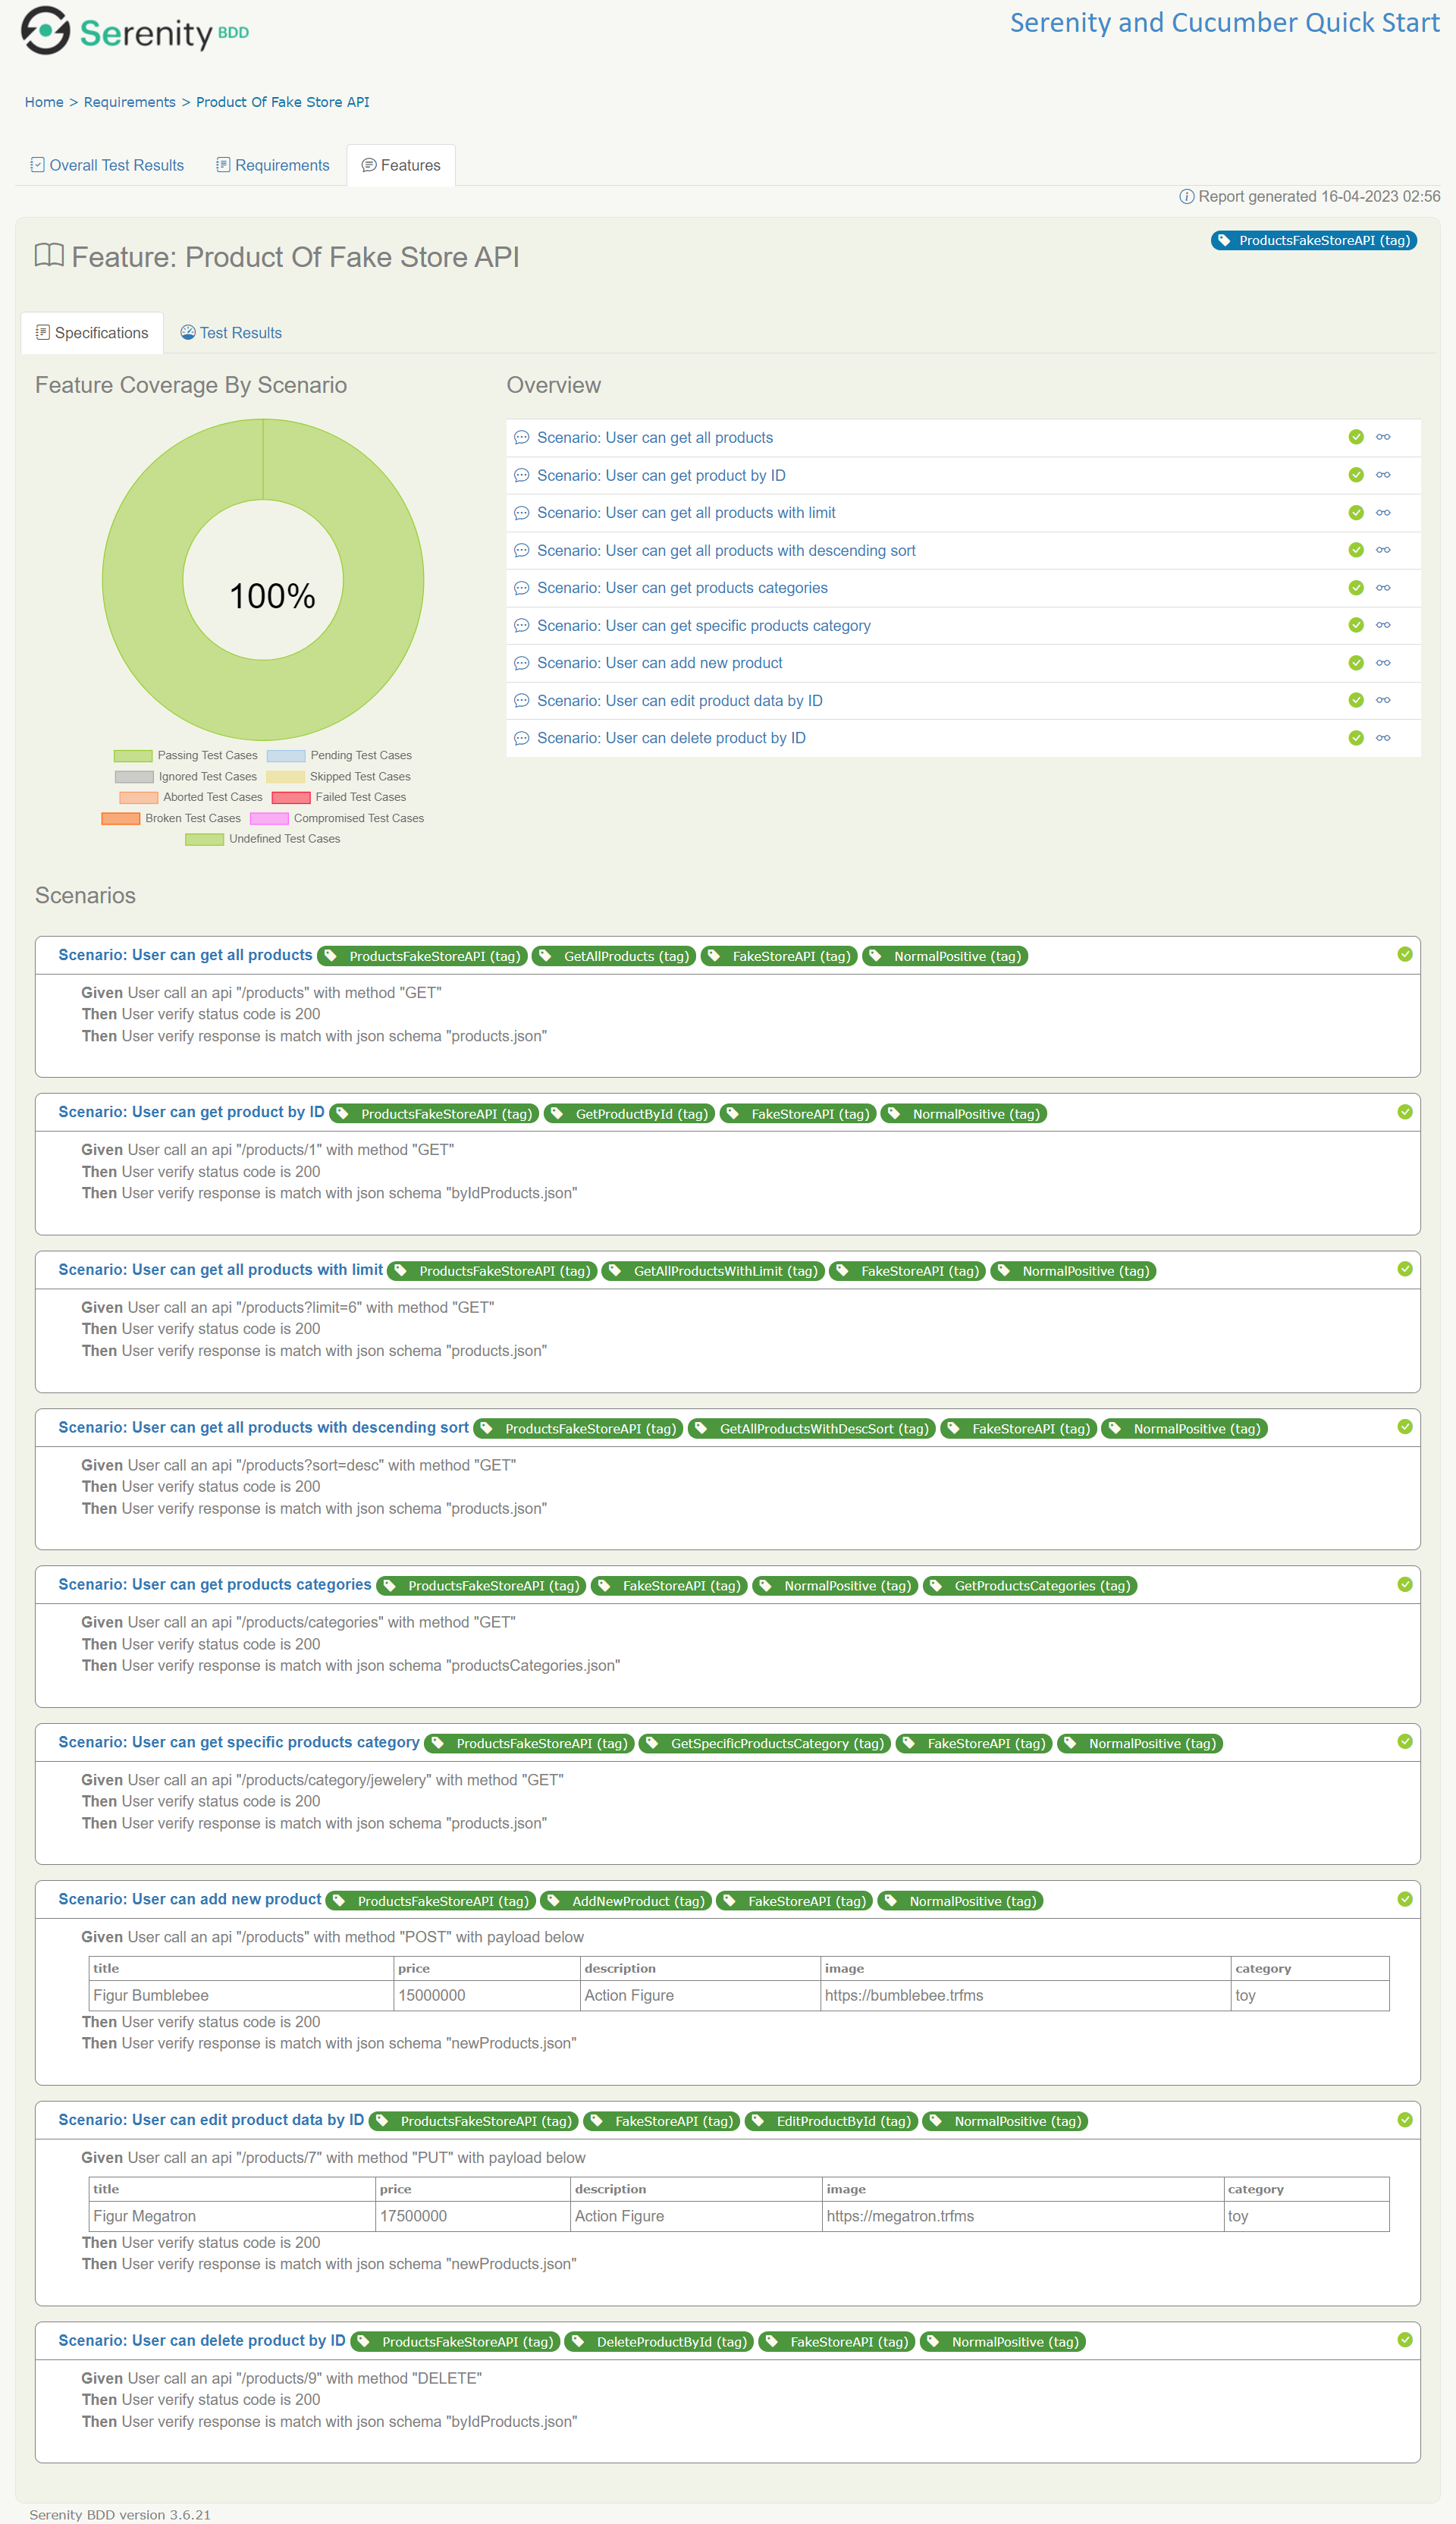 Serenity BDD
Serenity and Cucumber Quick Start
Home > Requirements > Product Of Fake Store API
Overall Test Results Requirements Features
Report generated 16-04-2023 02:56
Feature: Product Of Fake Store API
ProductsFakeStoreAPI (tag)
Specifications Test Results
Feature Coverage By Scenario
100%
Passing Test Cases Pending Test Cases
Ignored Test Cases Skipped Test Cases
Aborted Test Cases Failed Test Cases
Broken Test Cases Compromised Test Cases
Undefined Test Cases
Overview
Scenario: User can get all products
Scenario: User can get product by ID
Scenario: User can get all products with limit
Scenario: User can get all products with descending sort
Scenario: User can get products categories
Scenario: User can get specific products category
Scenario: User can add new product
Scenario: User can edit product data by ID
Scenario: User can delete product by ID
Scenarios
Scenario: User can get all products ProductsFakeStoreAPI (tag) GetAllProducts (tag) FakeStoreAPI (tag) NormalPositive (tag)
Given User call an api "/products" with method "GET"
Then User verify status code is 200
Then User verify response is match with json schema "products.json"
Scenario: User can get product by ID ProductsFakeStoreAPI (tag) GetProductById (tag) FakeStoreAPI (tag) NormalPositive (tag)
Given User call an api "/products/1" with method "GET"
Then User verify status code is 200
Then User verify response is match with json schema "byIdProducts.json"
Scenario: User can get all products with limit ProductsFakeStoreAPI (tag) GetAllProductsWithLimit (tag) FakeStoreAPI (tag) NormalPositive (tag)
Given User call an api "/products?limit=6" with method "GET"
Then User verify status code is 200
Then User verify response is match with json schema "products.json"
Scenario: User can get all products with descending sort ProductsFakeStoreAPI (tag) GetAllProductsWithDescSort (tag) FakeStoreAPI (tag) NormalPositive (tag)
Given User call an api "/products?sort=desc" with method "GET"
Then User verify status code is 200
Then User verify response is match with json schema "products.json"
Scenario: User can get products categories ProductsFakeStoreAPI (tag) FakeStoreAPI (tag) NormalPositive (tag) GetProductsCategories (tag)
Given User call an api "/products/categories" with method "GET"
Then User verify status code is 200
Then User verify response is match with json schema "productsCategories.json"
Scenario: User can get specific products category ProductsFakeStoreAPI (tag) GetSpecificProductsCategory (tag) FakeStoreAPI (tag) NormalPositive (tag)
Given User call an api "/products/category/jewelery" with method "GET"
Then User verify status code is 200
Then User verify response is match with json schema "products.json"
Scenario: User can add new product ProductsFakeStoreAPI (tag) AddNewProduct (tag) FakeStoreAPI (tag) NormalPositive (tag)
Given User call an api "/products" with method "POST" with payload below
title price description image category
Figur Bumblebee 15000000 Action Figure https://bumblebee.trfms toy
Then User verify status code is 200
Then User verify response is match with json schema "newProducts.json"
Scenario: User can edit product data by ID ProductsFakeStoreAPI (tag) FakeStoreAPI (tag) EditProductById (tag) NormalPositive (tag)
Given User call an api "/products/7" with method "PUT" with payload below
title price description image category
Figur Megatron 17500000 Action Figure https://megatron.trfms toy
Then User verify status code is 200
Then User verify response is match with json schema "newProducts.json"
Scenario: User can delete product by ID ProductsFakeStoreAPI (tag) DeleteProductById (tag) FakeStoreAPI (tag) NormalPositive (tag)
Given User call an api "/products/9" with method "DELETE"
Then User verify status code is 200
Then User verify response is match with json schema "byIdProducts.json"
Serenity BDD version 3.6.21